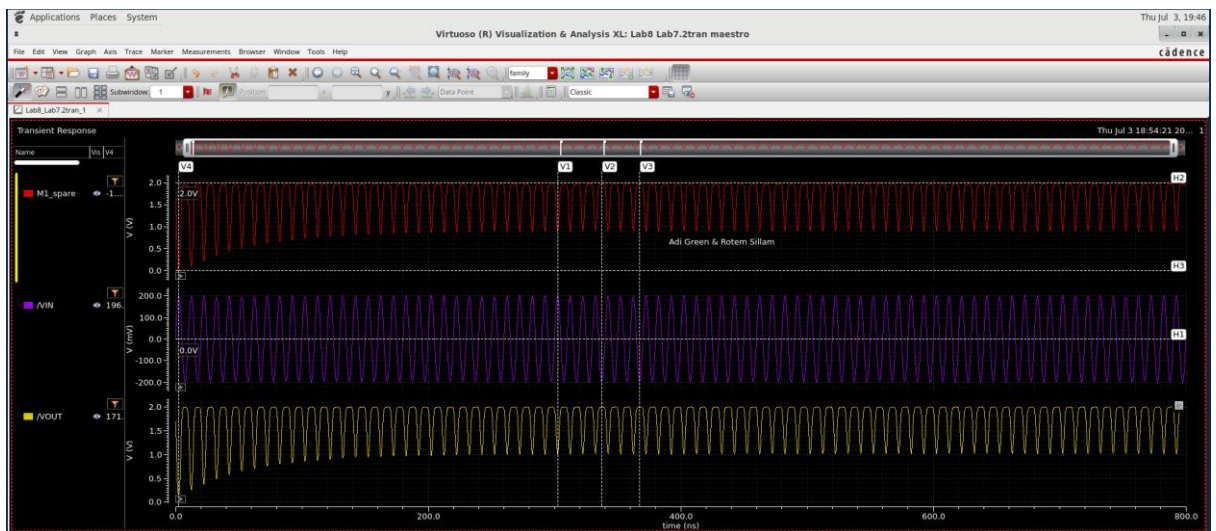 Applications Places System Thu Jul 3, 19:46
Virtuoso (R) Visualization & Analysis XL: Lab8 Lab7.2tran maestro
File Edit View Graph Axis Trace Marker Measurements Browser Window Tools Help cādence
family
Subwindow: 1 Position: x y Data Point Classic
Lab8_Lab7.2tran_1
Transient Response Thu Jul 3 18:54:21 20... 1
Name Vis V4
V4 V1 V2 V3
M1_spare -1...
V (V)
2.0
1.5
1.0
0.5
0.0
2.0V
H2
Adi Green & Rotem Sillam
H3
/VIN 196.
V (mV)
200.0
100.0
0.0
-100.0
-200.0
0.0V
H1
/VOUT 171.
V (V)
2.0
1.5
1.0
0.5
0.0
0.0 200.0 400.0 600.0 800.0
time (ns)